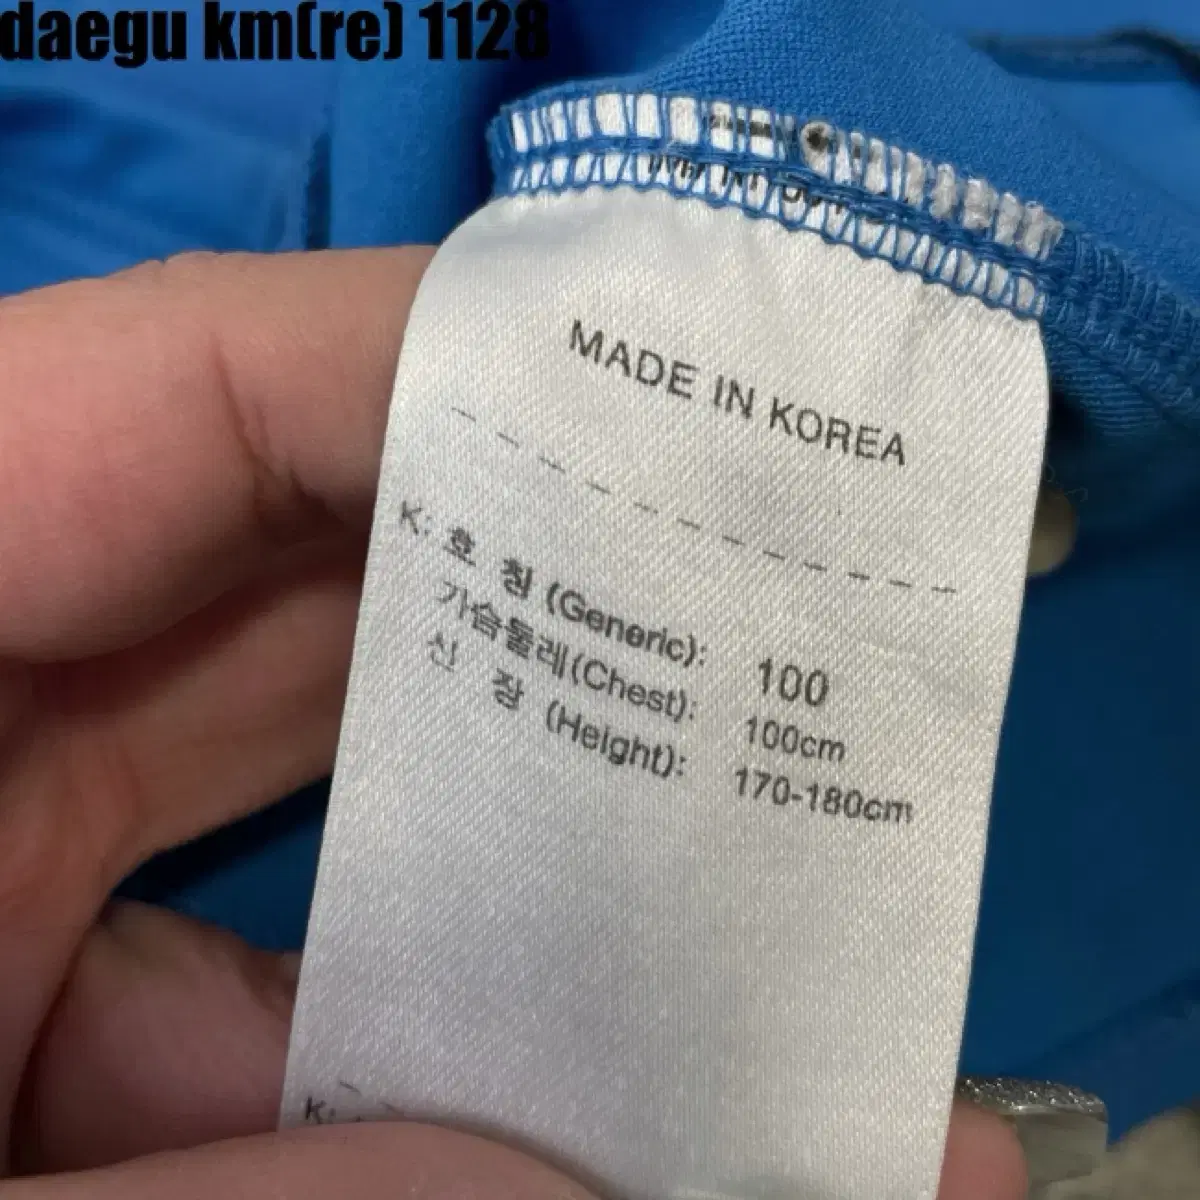 daegu km(re) 1128
MADE IN KOREA
K: 호 칭 (Generic): 100
가슴둘레(Chest): 100cm
신 장 (Height): 170-180cm
K: